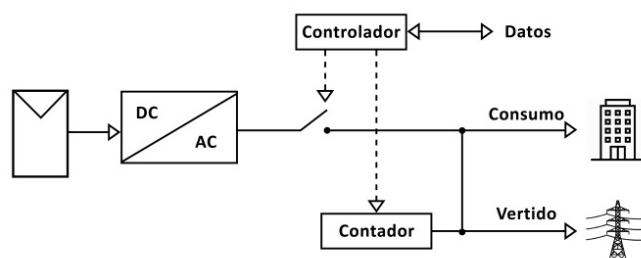 Controlador
Datos
DC
AC
Consumo
Contador
Vertido